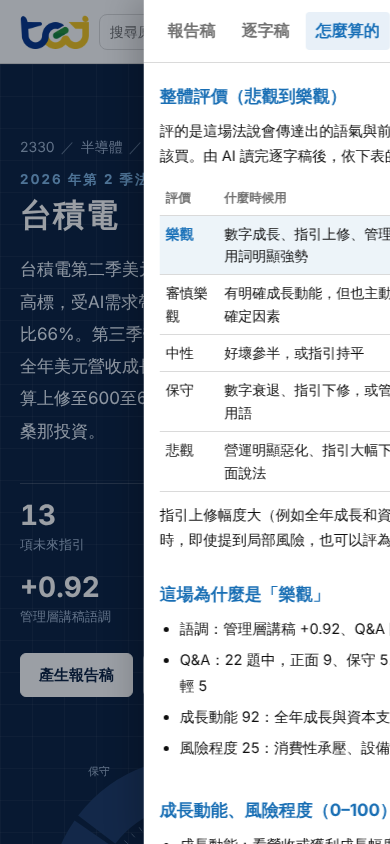 tej
搜尋
報告稿 逐字稿 怎麼算的
2330 ／ 半導體 ／
2026 年第 2 季法
台積電
台積電第二季美
高標，受AI需求
比66%。第三季
全年美元營收成
算上修至600至6
桑那投資。
13
項未來指引
+0.92
管理層講稿語調
產生報告稿
保守
整體評價（悲觀到樂觀）
評的是這場法說會傳達出的語氣與前
該買。由 AI 讀完逐字稿後，依下表的
評價 什麼時候用
樂觀 數字成長、指引上修、管理
用詞明顯強勢
審慎樂觀 有明確成長動能，但也主動
確定因素
中性 好壞參半，或指引持平
保守 數字衰退、指引下修，或管
用語
悲觀 營運明顯惡化、指引大幅下
面說法
指引上修幅度大（例如全年成長和資
時，即使提到局部風險，也可以評為
這場為什麼是「樂觀」
• 語調：管理層講稿 +0.92、Q&A
• Q&A：22 題中，正面 9、保守 5
輕 5
• 成長動能 92：全年成長與資本支
• 風險程度 25：消費性承壓、設備
成長動能、風險程度（0–100）